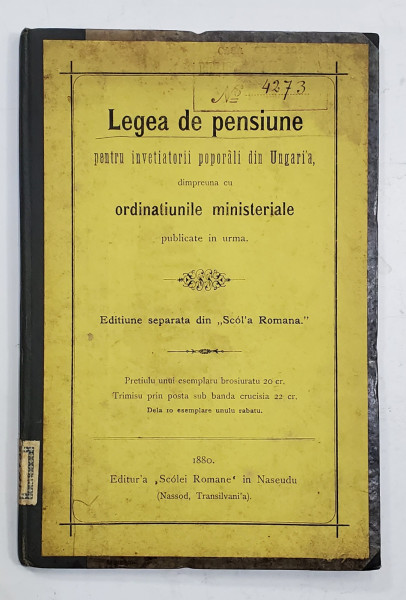 № 4273
Legea de pensiune
pentru invetiatorii poporăli din Ungari'a,
dimpreuna cu
ordinatiunile ministeriale
publicate in urma.
Editiune separata din „Scól'a Romana.”
Pretiulu unui esemplaru brosiuratu 20 cr.
Trimisu prin posta sub banda crucisia 22 cr.
Dela 10 esemplare unulu rabatu.
1880.
Editur'a „Scólei Romane“ in Naseudu
(Nassod, Transilvani'a).